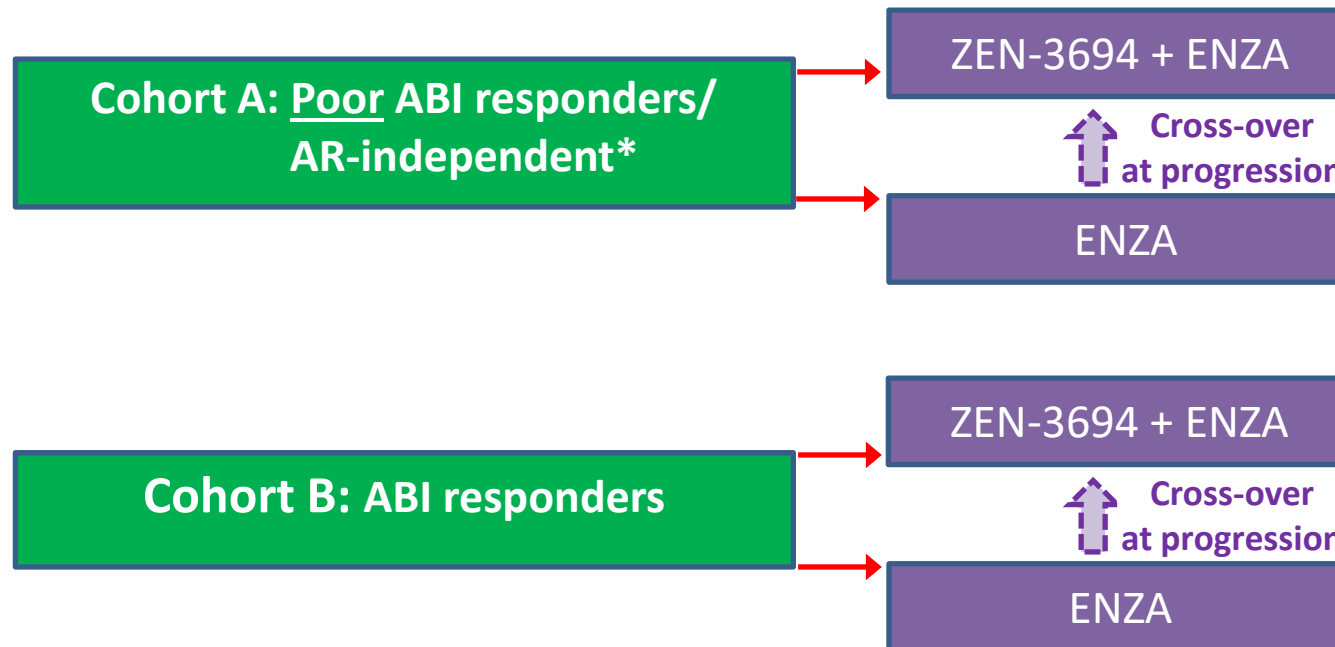 Cohort A: Poor ABI responders/
AR-independent*
ZEN-3694 + ENZA
Cross-over
at progression
ENZA
Cohort B: ABI responders
ZEN-3694 + ENZA
Cross-over
at progression
ENZA